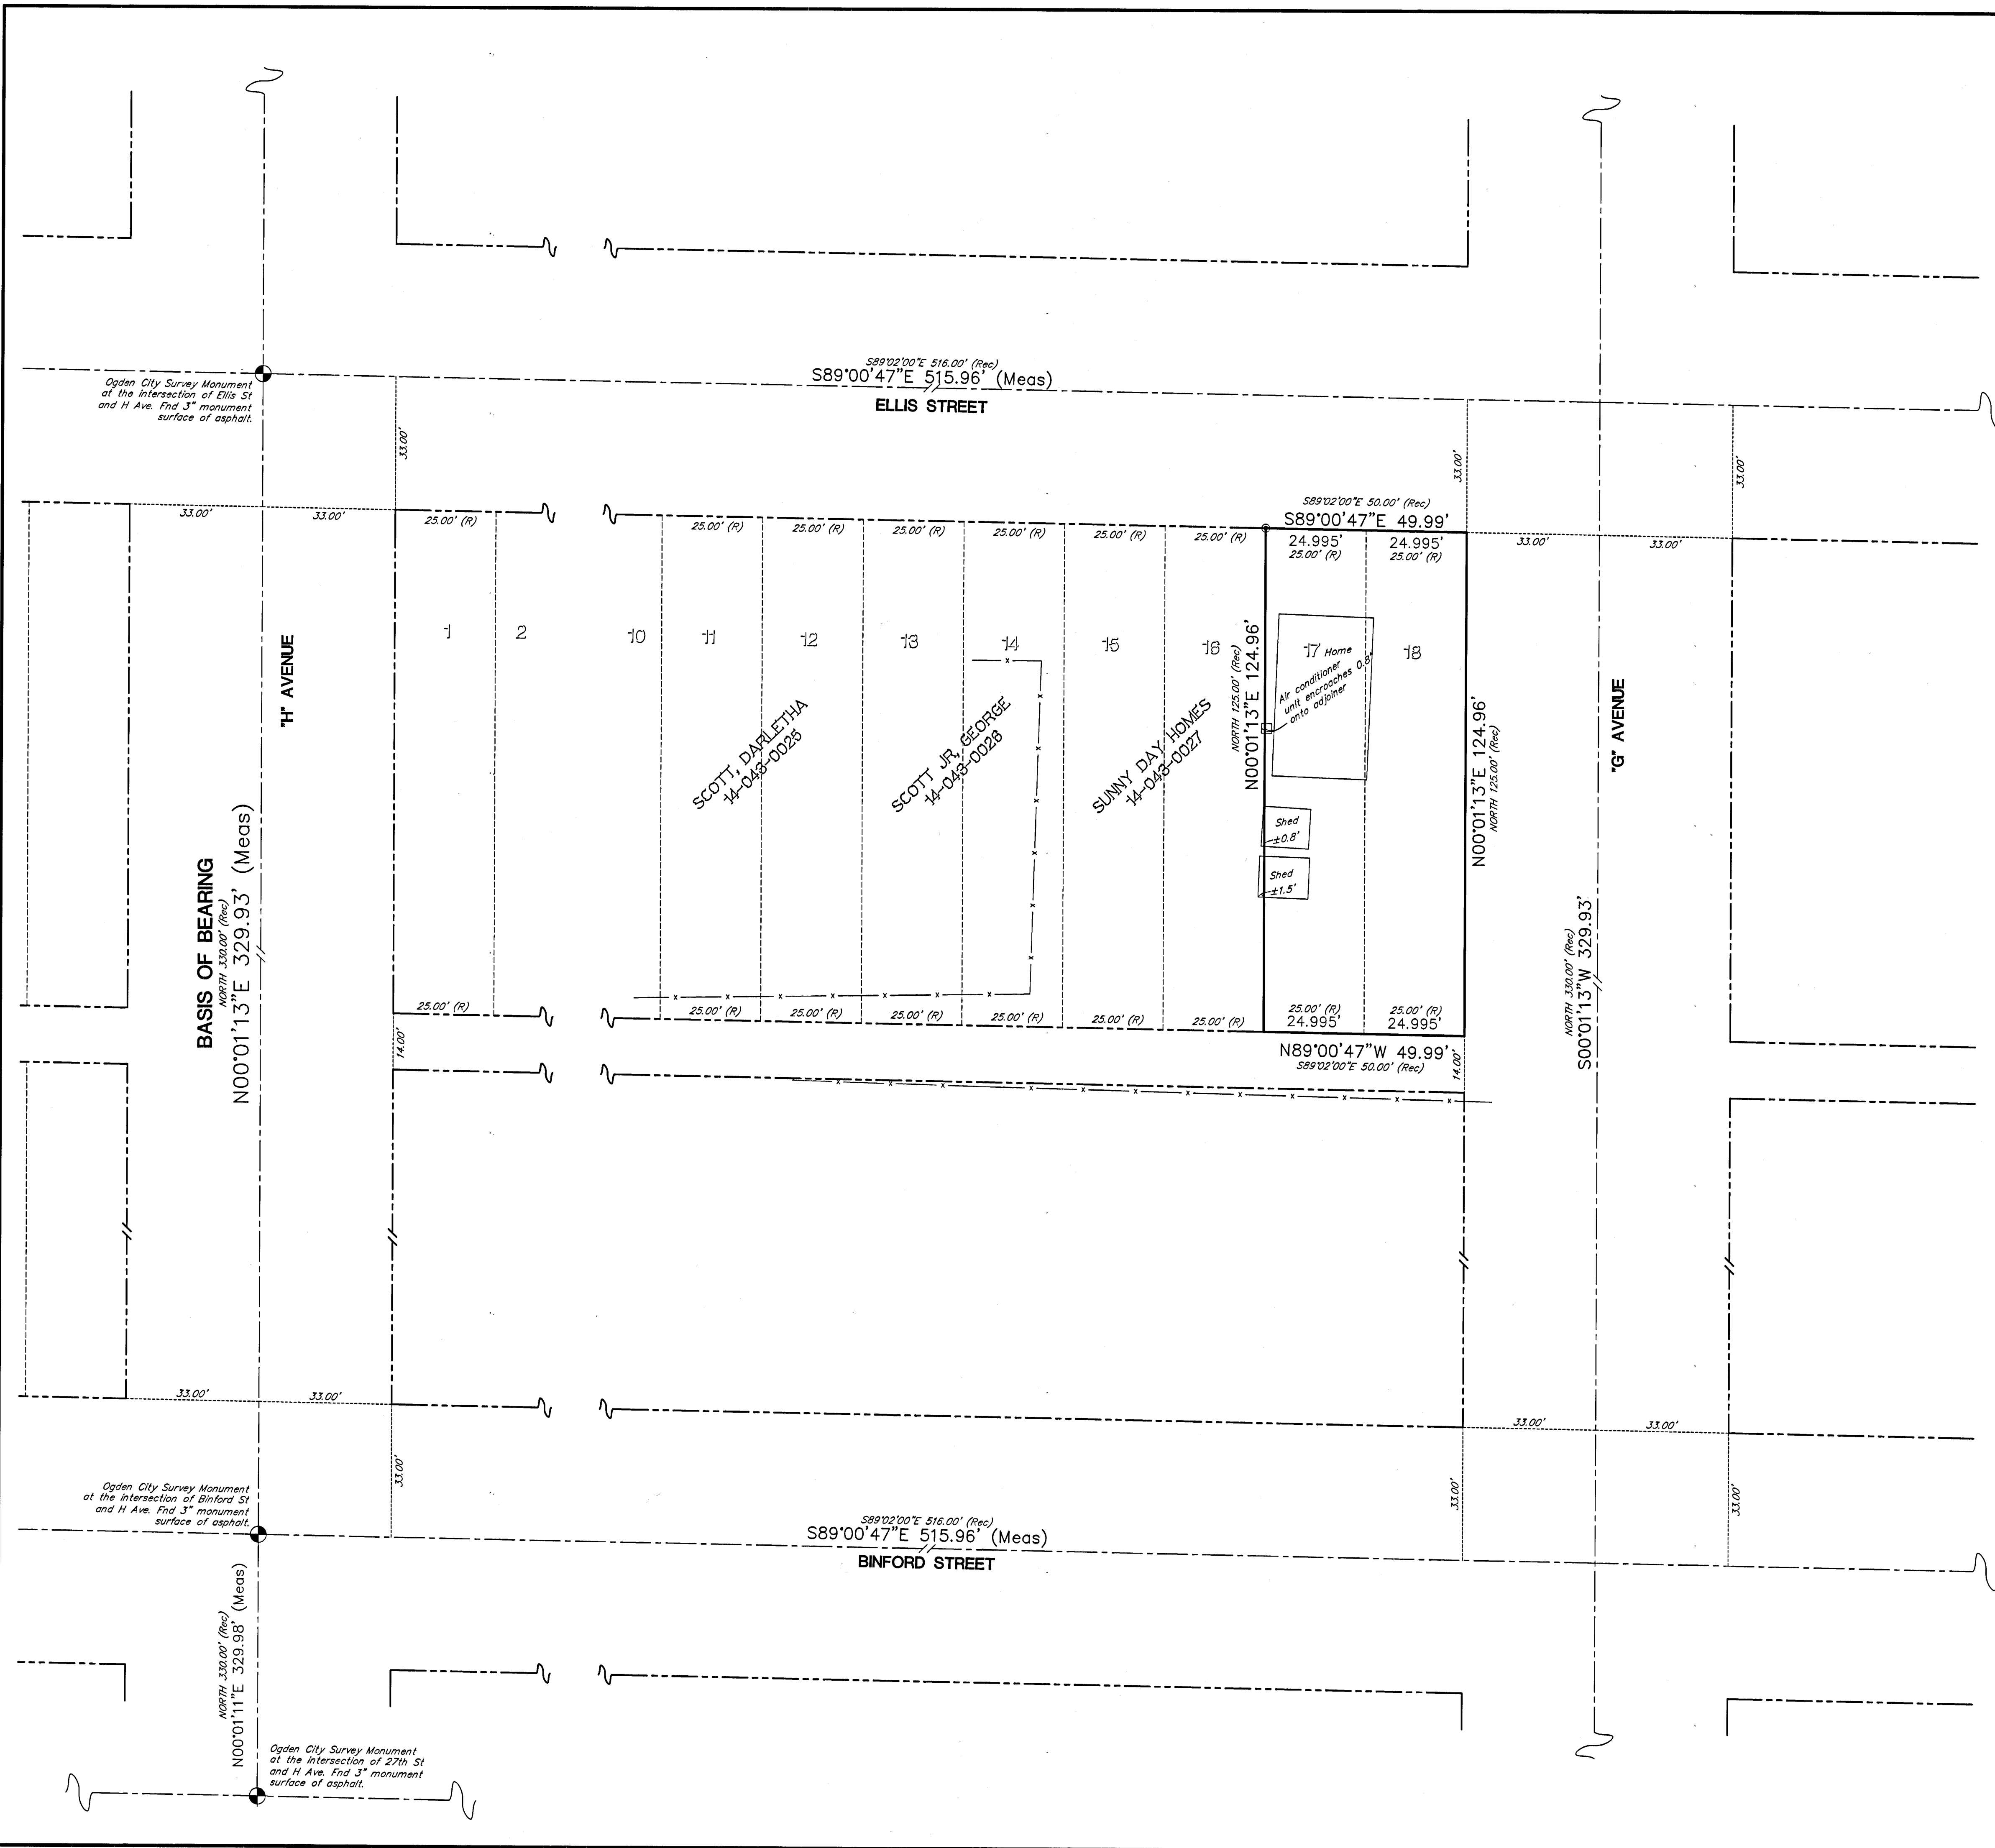 S89°02'00"E 516.00' (Rec)
S89°00'47"E 515.96' (Meas)
ELLIS STREET
Ogden City Survey Monument
at the intersection of Ellis St
and H Ave. Fnd 3" monument
surface of asphalt.
33.00'
33.00'
33.00'
33.00'
33.00'
25.00' (R)
25.00' (R)
25.00' (R)
25.00' (R)
25.00' (R)
25.00' (R)
25.00' (R)
S89°02'00"E 50.00' (Rec)
S89°00'47"E 49.99'
24.995'
25.00' (R)
24.995'
25.00' (R)
33.00'
33.00'
1
2
10
11
12
13
14
15
16
17
18
Home
Air conditioner
unit encroaches 0.8'
onto adjoiner
"H" AVENUE
SCOTT, DARLETHA
14-043-0025
SCOTT JR, GEORGE
14-043-0026
SUNNY DAY HOMES
14-043-0027
NORTH 125.00' (Rec)
N00°01'13"E 124.96'
N00°01'13"E 124.96'
NORTH 125.00' (Rec)
"G" AVENUE
Shed
±0.8'
Shed
±1.5'
BASIS OF BEARING
NORTH 330.00' (Rec)
N00°01'13"E 329.93' (Meas)
NORTH 330.00' (Rec)
S00°01'13"W 329.93'
25.00' (R)
25.00' (R)
25.00' (R)
25.00' (R)
25.00' (R)
25.00' (R)
25.00' (R)
25.00' (R)
24.995'
25.00' (R)
24.995'
14.00'
N89°00'47"W 49.99'
S89°02'00"E 50.00' (Rec)
14.00'
33.00'
33.00'
33.00'
33.00'
33.00'
33.00'
33.00'
Ogden City Survey Monument
at the intersection of Binford St
and H Ave. Fnd 3" monument
surface of asphalt.
S89°02'00"E 516.00' (Rec)
S89°00'47"E 515.96' (Meas)
BINFORD STREET
NORTH 330.00' (Rec)
N00°01'11"E 329.98' (Meas)
Ogden City Survey Monument
at the intersection of 27th St
and H Ave. Fnd 3" monument
surface of asphalt.